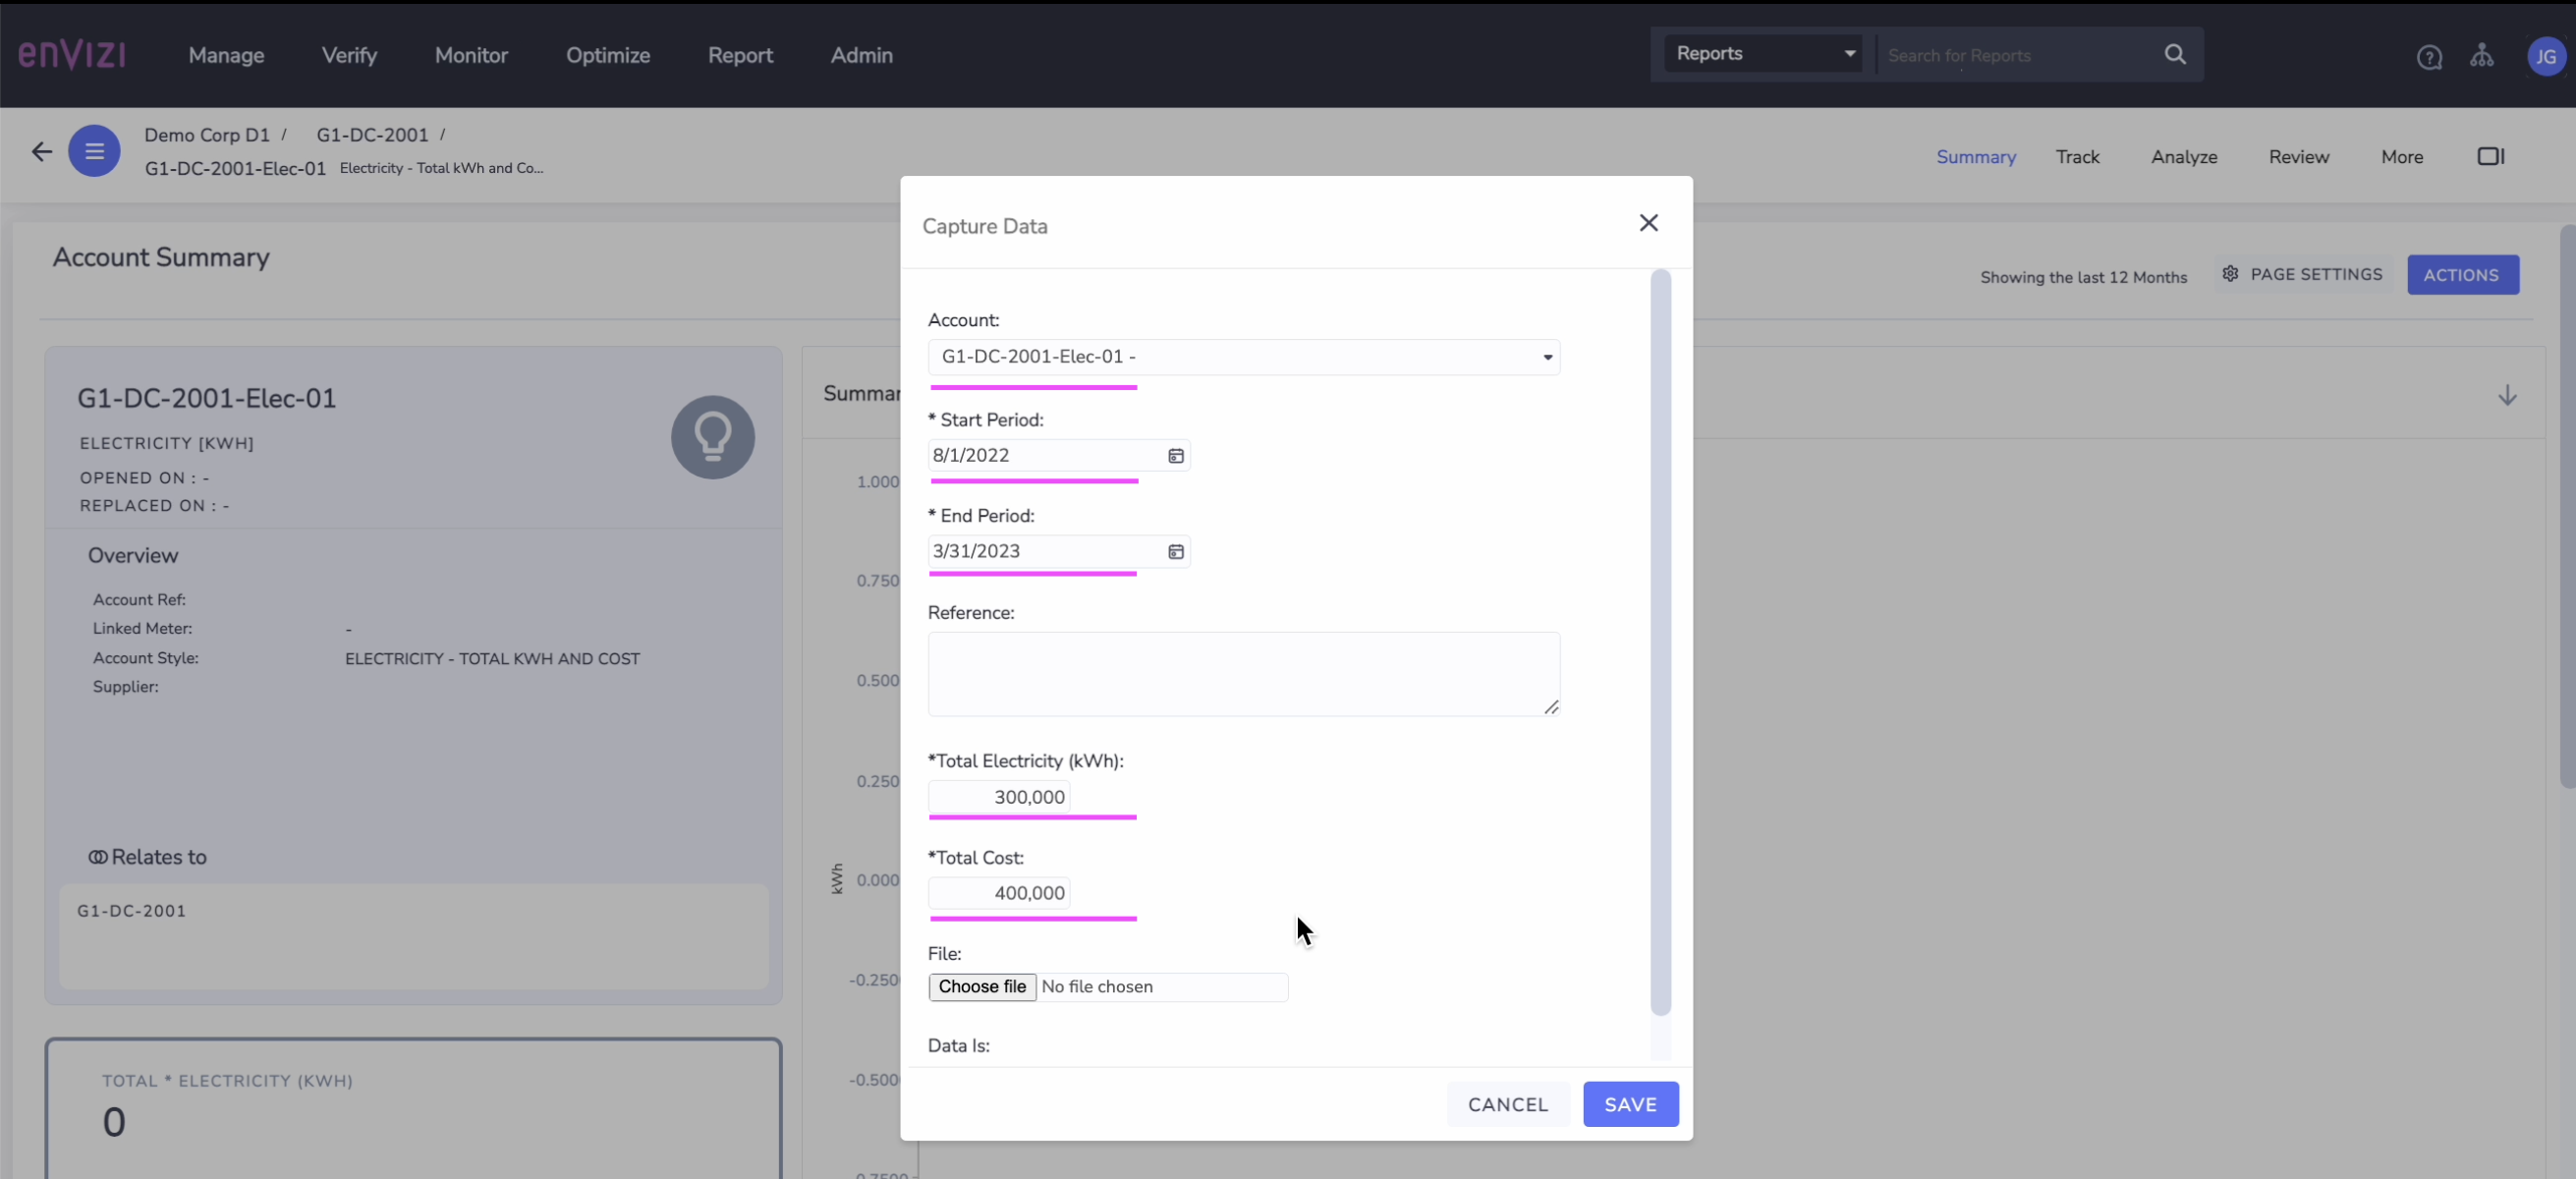 enVIZI
Manage
Verify
Monitor
Optimize
Report
Admin
Reports
Search for Reports
JG
Demo Corp D1 / G1-DC-2001 /
G1-DC-2001-Elec-01 Electricity - Total kWh and Co...
Summary
Track
Analyze
Review
More
Account Summary
Showing the last 12 Months
PAGE SETTINGS
ACTIONS
G1-DC-2001-Elec-01
ELECTRICITY [KWH]
OPENED ON : -
REPLACED ON : -
Overview
Account Ref:
Linked Meter: -
Account Style: ELECTRICITY - TOTAL KWH AND COST
Supplier:
Relates to
G1-DC-2001
TOTAL * ELECTRICITY (KWH)
0
Summar
1.000
0.750
0.500
0.250
0.000
-0.250
-0.500
kWh
Capture Data
Account:
G1-DC-2001-Elec-01 -
* Start Period:
8/1/2022
* End Period:
3/31/2023
Reference:
*Total Electricity (kWh):
300,000
*Total Cost:
400,000
File:
Choose file No file chosen
Data Is:
CANCEL
SAVE